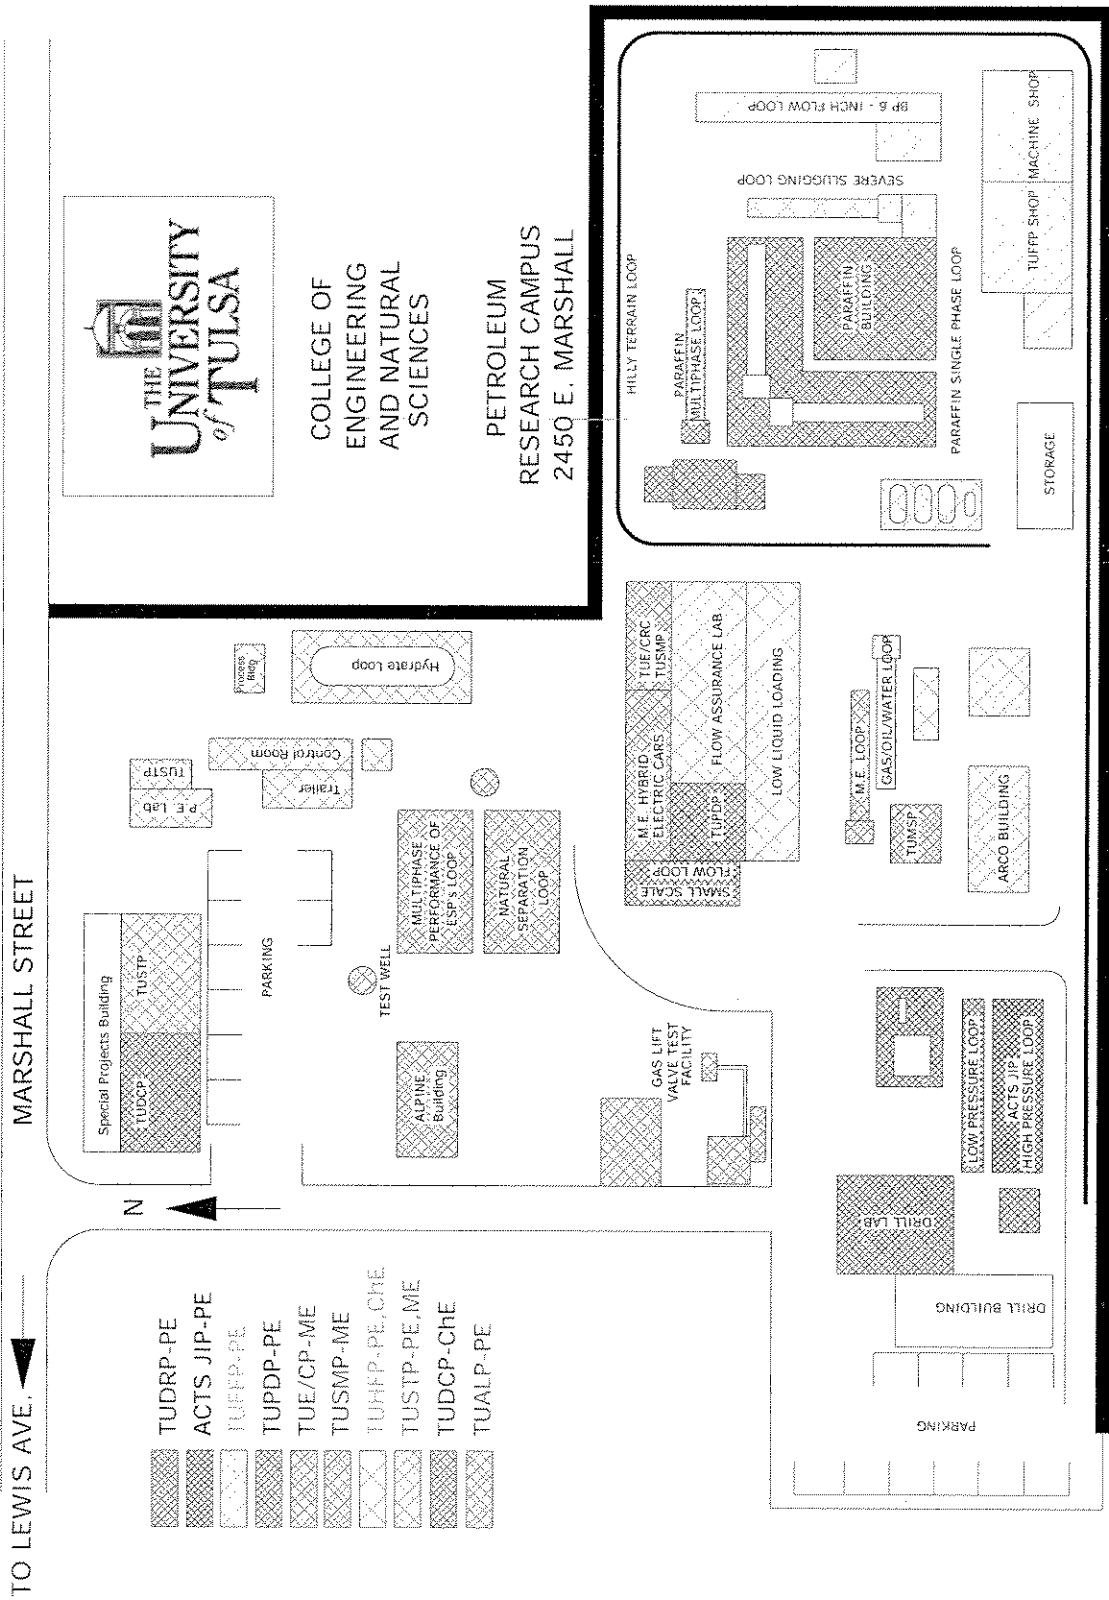 TO LEWIS AVE.
MARSHALL STREET
THE
UNIVERSITY
of TULSA
COLLEGE OF
ENGINEERING
AND NATURAL
SCIENCES
PETROLEUM
RESEARCH CAMPUS
2450 E. MARSHALL
N
Special Projects Building
TUDCP
TUSTP
PARKING
P.E. Lab
TUSTP
Process
Bldg
Control Room
Trailer
Hydrate Loop
TEST WELL
ALPINE
Building
MULTIPHASE
PERFORMANCE OF
ESP's LOOP
NATURAL
SEPARATION
LOOP
GAS LIFT
VALVE TEST
FACILITY
TUDRP-PE
ACTS JIP-PE
TUFFP-PE
TUPDP-PE
TUE/CP-ME
TUSMP-ME
TUHFP-PE,ChE
TUSTP-PE,ME
TUDCP-ChE
TUALP-PE
M.E. HYBRID
ELECTRIC CARS
TUE/CRC
TUSMP
SMALL SCALE
FLOW LOOP
TUPDP
FLOW ASSURANCE LAB
LOW LIQUID LOADING
M.E. LOOP
GAS/OIL/WATER LOOP
TUMSP
ARCO BUILDING
HILLY TERRAIN LOOP
PARAFFIN
MULTIPHASE LOOP
PARAFFIN
BUILDING
SEVERE SLUGGING LOOP
BP 6 - INCH FLOW LOOP
PARAFFIN SINGLE PHASE LOOP
STORAGE
TUFFP SHOP
MACHINE SHOP
DRILL LAB
LOW PRESSURE LOOP
ACTS JIP
HIGH PRESSURE LOOP
DRILL BUILDING
PARKING